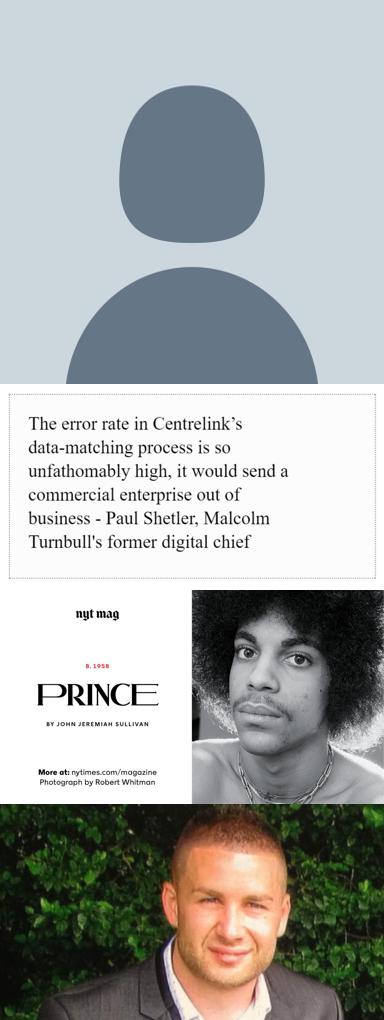 The error rate in Centrelink’s
data-matching process is so
unfathomably high, it would send a
commercial enterprise out of
business - Paul Shetler, Malcolm
Turnbull's former digital chief
nyt mag
B. 1958
PRINCE
BY JOHN JEREMIAH SULLIVAN
More at: nytimes.com/magazine
Photograph by Robert Whitman